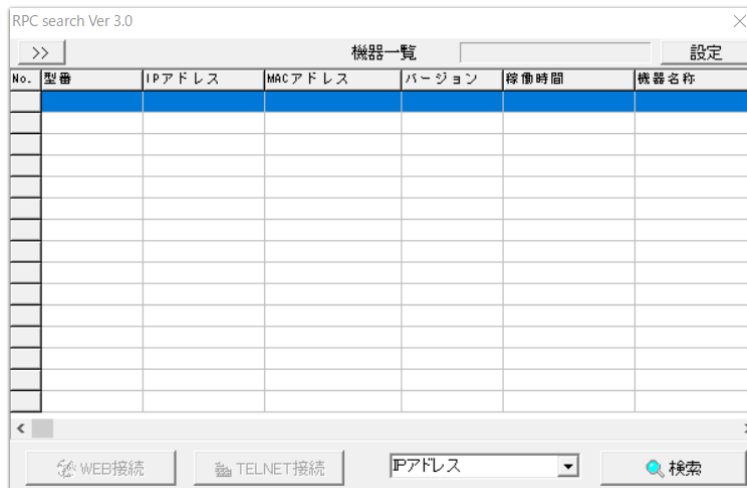 RPC search Ver 3.0
>> 機器一覧 設定
No. 型番 IPアドレス MACアドレス バージョン 稼働時間 機器名称
WEB接続 TELNET接続 IPアドレス 検索